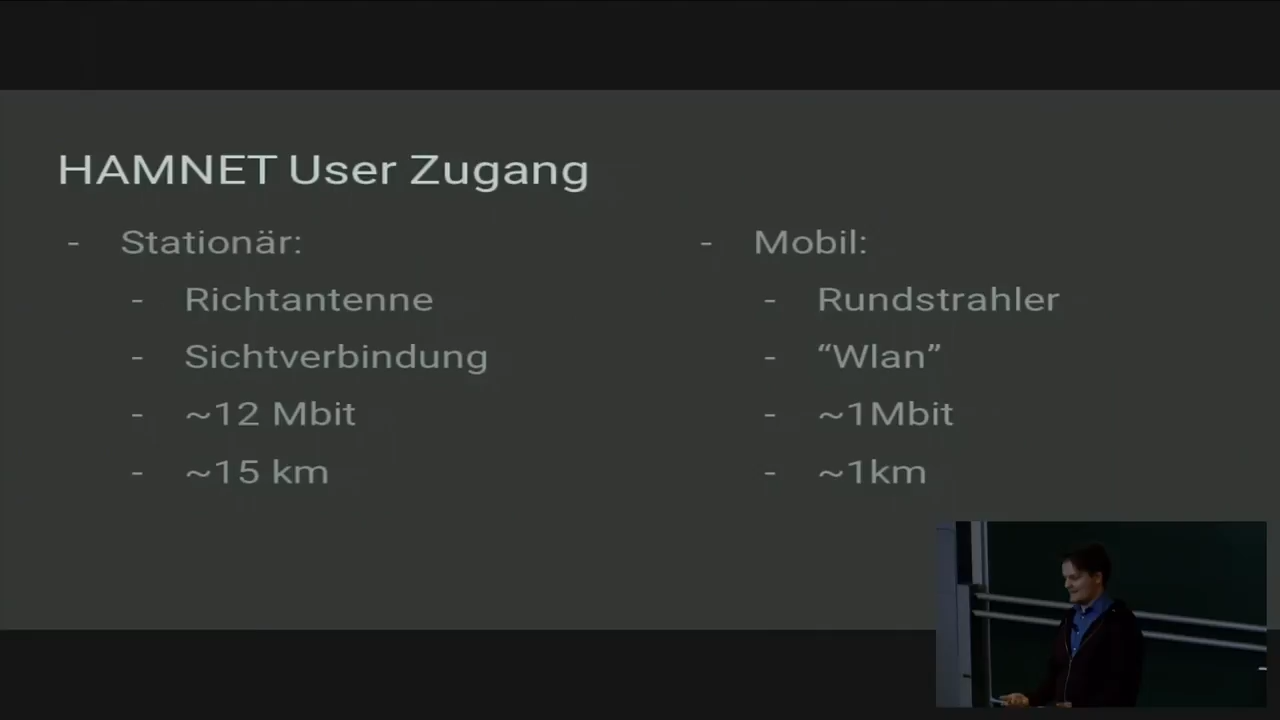 HAMNET User Zugang
- Stationär:
- Richtantenne
- Sichtverbindung
- ~12 Mbit
- ~15 km
- Mobil:
- Rundstrahler
- “Wlan”
- ~1Mbit
- ~1km